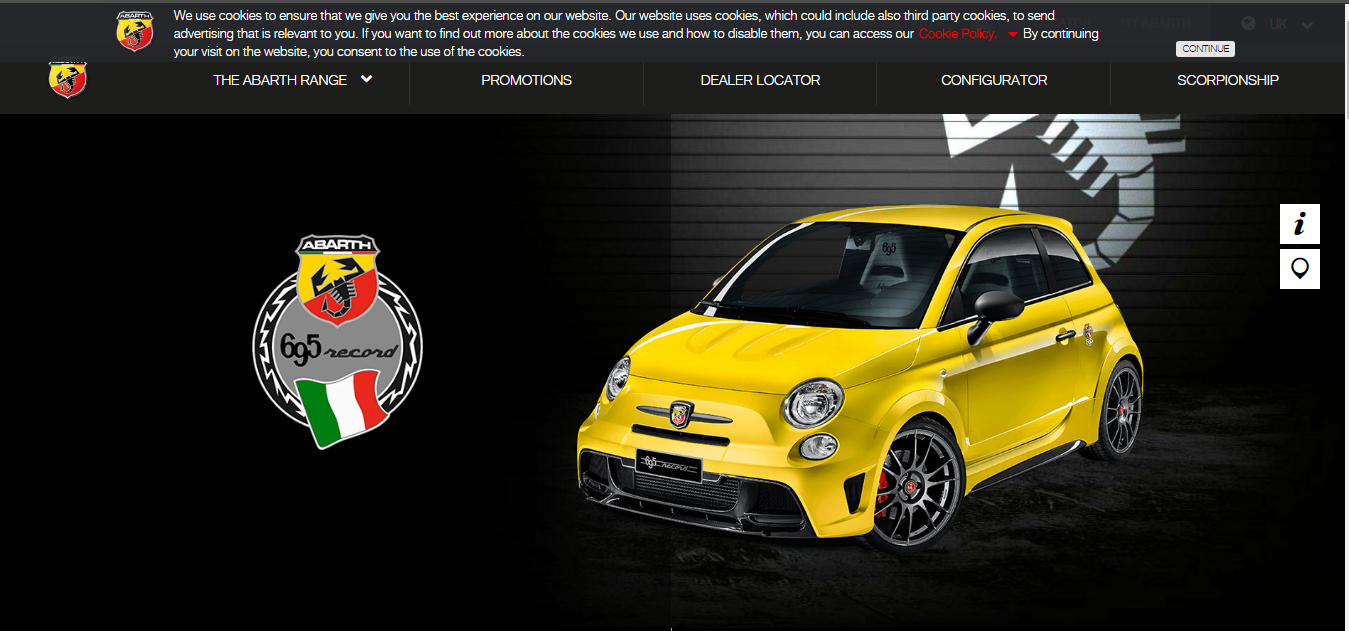 ABARTH
We use cookies to ensure that we give you the best experience on our website. Our website uses cookies, which could include also third party cookies, to send
advertising that is relevant to you. If you want to find out more about the cookies we use and how to disable them, you can access our Cookie Policy. By continuing
your visit on the website, you consent to the use of the cookies.
UK
CONTINUE
THE ABARTH RANGE
PROMOTIONS
DEALER LOCATOR
CONFIGURATOR
SCORPIONSHIP
ABARTH
695 record
695
695 record
i